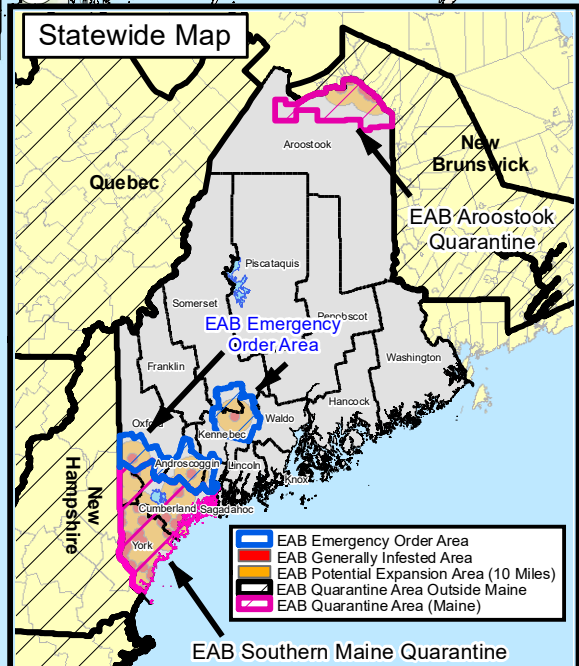 Statewide Map
Aroostook
New
Brunswick
Quebec
EAB Aroostook
Quarantine
Piscataquis
Somerset
Penobscot
EAB Emergency
Order Area
Washington
Franklin
Hancock
Oxford
Waldo
Kennebec
Androscoggin
Lincoln
Knox
New
Hampshire
Cumberland
Sagadahoc
York
EAB Emergency Order Area
EAB Generally Infested Area
EAB Potential Expansion Area (10 Miles)
EAB Quarantine Area Outside Maine
EAB Quarantine Area (Maine)
EAB Southern Maine Quarantine